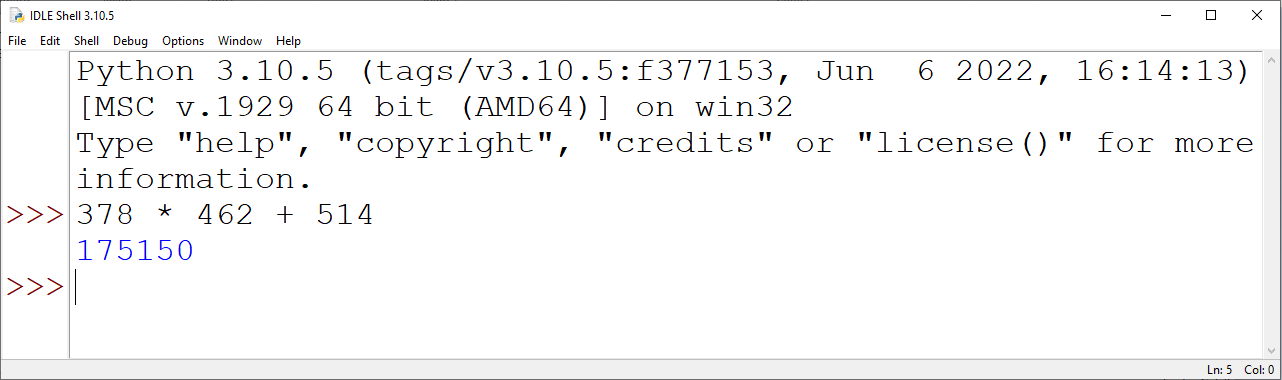 IDLE Shell 3.10.5
File Edit Shell Debug Options Window Help
Python 3.10.5 (tags/v3.10.5:f377153, Jun  6 2022, 16:14:13)
[MSC v.1929 64 bit (AMD64)] on win32
Type "help", "copyright", "credits" or "license()" for more
information.
>>> 378 * 462 + 514
175150
>>>
Ln: 5 Col: 0